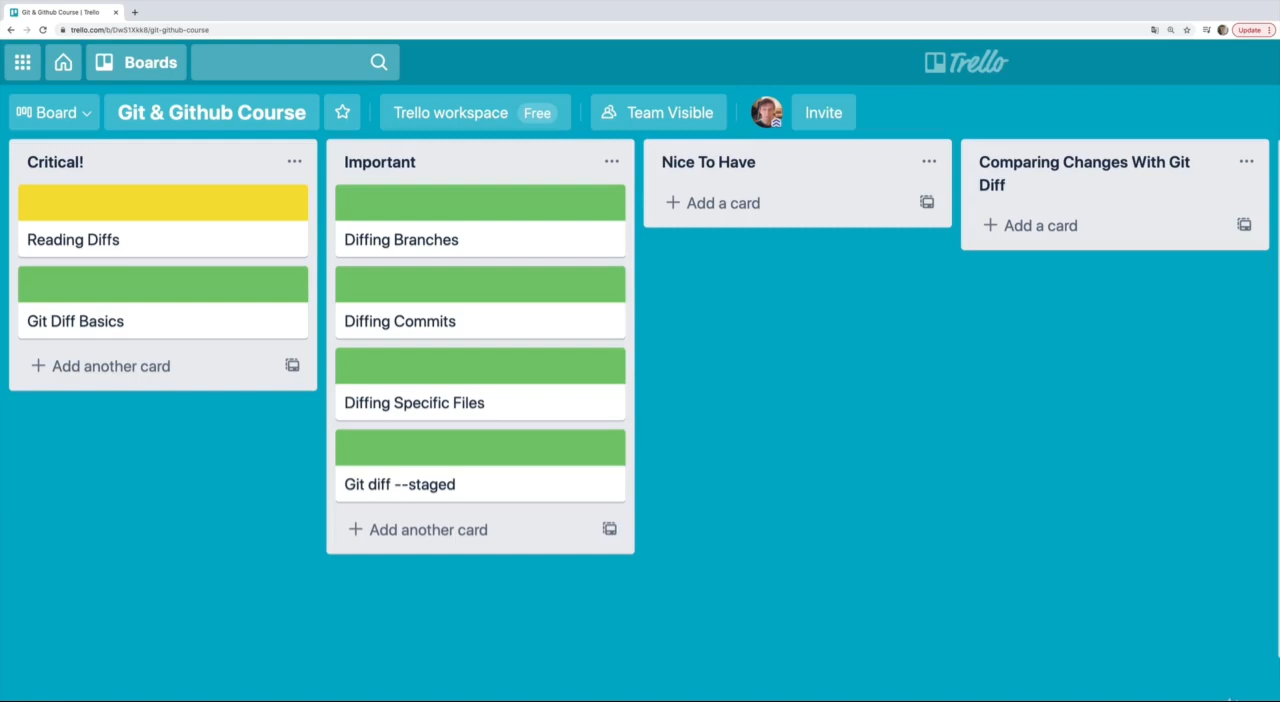 Git & Github Course | Trello
trello.com/b/DwS1Xkk8/git-github-course
Update
Boards
Trello
Board
Git & Github Course
Trello workspace Free
Team Visible
Invite
Critical!
Reading Diffs
Git Diff Basics
Add another card
Important
Diffing Branches
Diffing Commits
Diffing Specific Files
Git diff --staged
Add another card
Nice To Have
Add a card
Comparing Changes With Git
Diff
Add a card